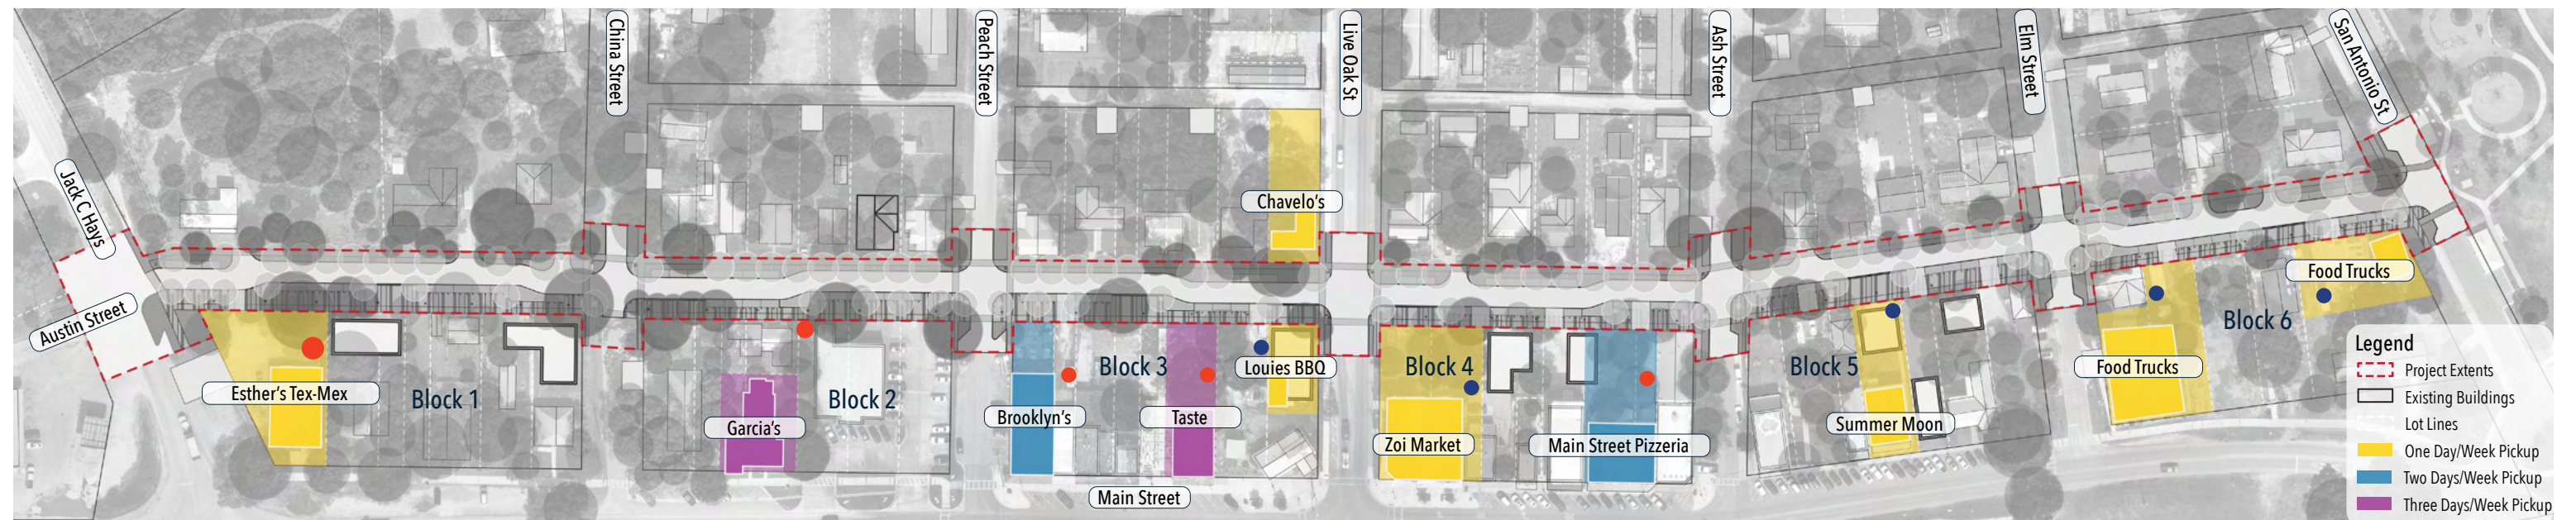 China Street
Peach Street
Live Oak St
Ash Street
Elm Street
San Antonio St
Jack C Hays
Austin Street
Chavelo's
Esther's Tex-Mex
Block 1
Garcia's
Block 2
Brooklyn's
Block 3
Taste
Louies BBQ
Main Street
Block 4
Zoi Market
Main Street Pizzeria
Block 5
Summer Moon
Food Trucks
Block 6
Food Trucks
Legend
Project Extents
Existing Buildings
Lot Lines
One Day/Week Pickup
Two Days/Week Pickup
Three Days/Week Pickup